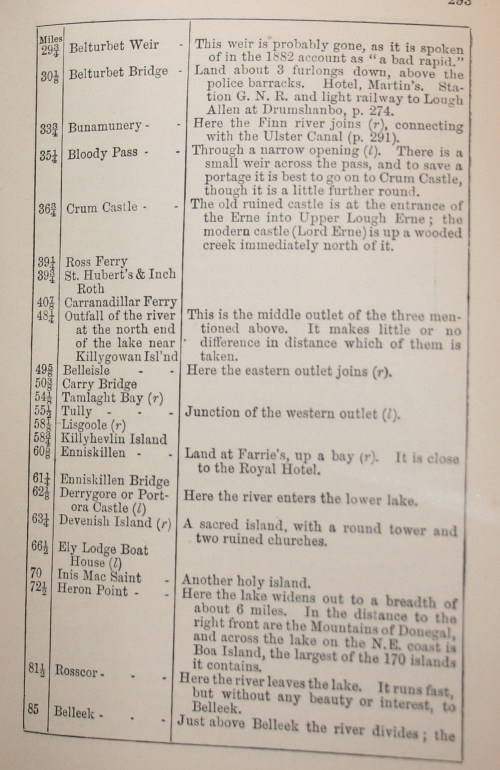 293
Miles
29¾ Belturbet Weir - This weir is probably gone, as it is spoken
of in the 1882 account as "a bad rapid."
30⅛ Belturbet Bridge - Land about 3 furlongs down, above the
police barracks. Hotel, Martin's. Sta-
tion G. N. R. and light railway to Lough
Allen at Drumshanbo, p. 274.
33¾ Bunamunery - - Here the Finn river joins (r), connecting
with the Ulster Canal (p. 291).
35¼ Bloody Pass - - Through a narrow opening (l). There is a
small weir across the pass, and to save a
portage it is best to go on to Crum Castle,
though it is a little further round.
36¾ Crum Castle - - The old ruined castle is at the entrance of
the Erne into Upper Lough Erne; the
modern castle (Lord Erne) is up a wooded
creek immediately north of it.
39¼ Ross Ferry
39¾ St. Hubert's & Inch
Roth
40⅞ Carranadillar Ferry
48¼ Outfall of the river This is the middle outlet of the three men-
at the north end tioned above. It makes little or no
of the lake near difference in distance which of them is
Killygowan Isl'nd taken.
49⅝ Belleisle - - Here the eastern outlet joins (r).
50⅜ Carry Bridge
54⅛ Tamlaght Bay (r)
55½ Tully - - - Junction of the western outlet (l).
58½ Lisgoole (r)
58¾ Killyhevlin Island
60⅝ Enniskillen - - Land at Farrie's, up a bay (r). It is close
to the Royal Hotel.
61¼ Enniskillen Bridge
62⅛ Derrygore or Port- Here the river enters the lower lake.
ora Castle (l)
63¼ Devenish Island (r) A sacred island, with a round tower and
two ruined churches.
66½ Ely Lodge Boat
House (l)
70 Inis Mac Saint - Another holy island.
72½ Heron Point - - Here the lake widens out to a breadth of
about 6 miles. In the distance to the
right front are the Mountains of Donegal,
and across the lake on the N.E. coast is
Boa Island, the largest of the 170 islands
it contains.
81½ Rosscor - - - Here the river leaves the lake. It runs fast,
but without any beauty or interest, to
Belleek.
85 Belleek - - - Just above Belleek the river divides; the